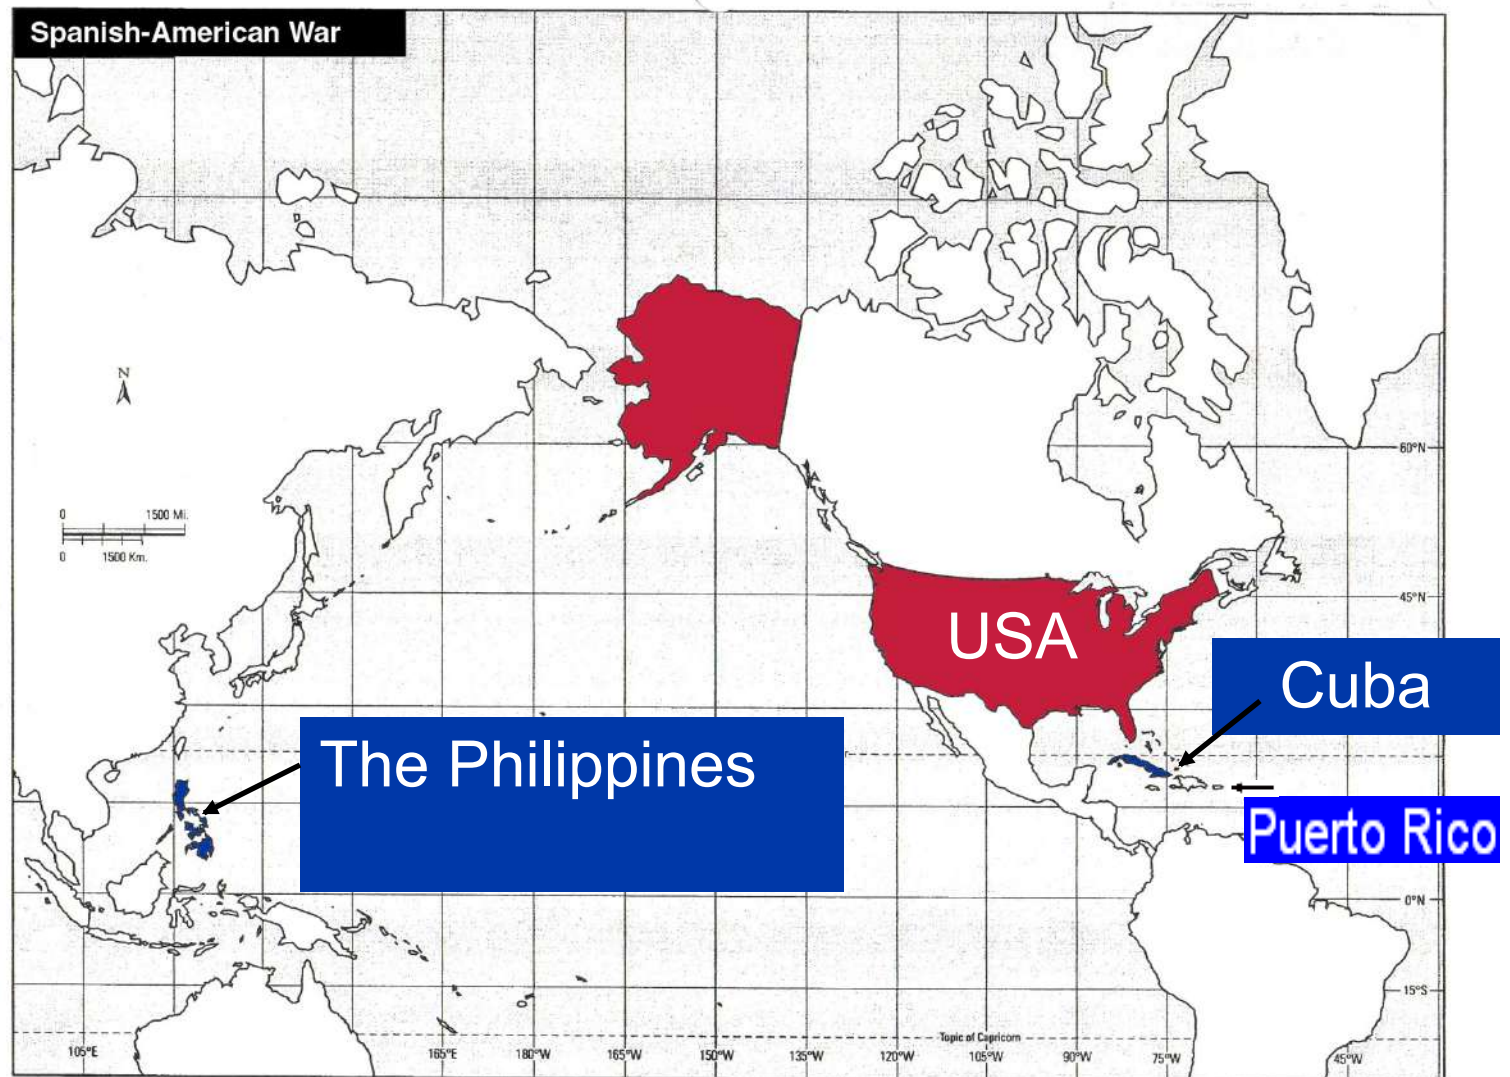 Spanish-American War
N
0 1500 Mi.
0 1500 Km.
60°N
45°N
USA
Cuba
The Philippines
Puerto Rico
0°N
15°S
Topic of Capricorn
105°E 165°E 180°W 165°W 150°W 135°W 120°W 105°W 90°W 75°W 45°W